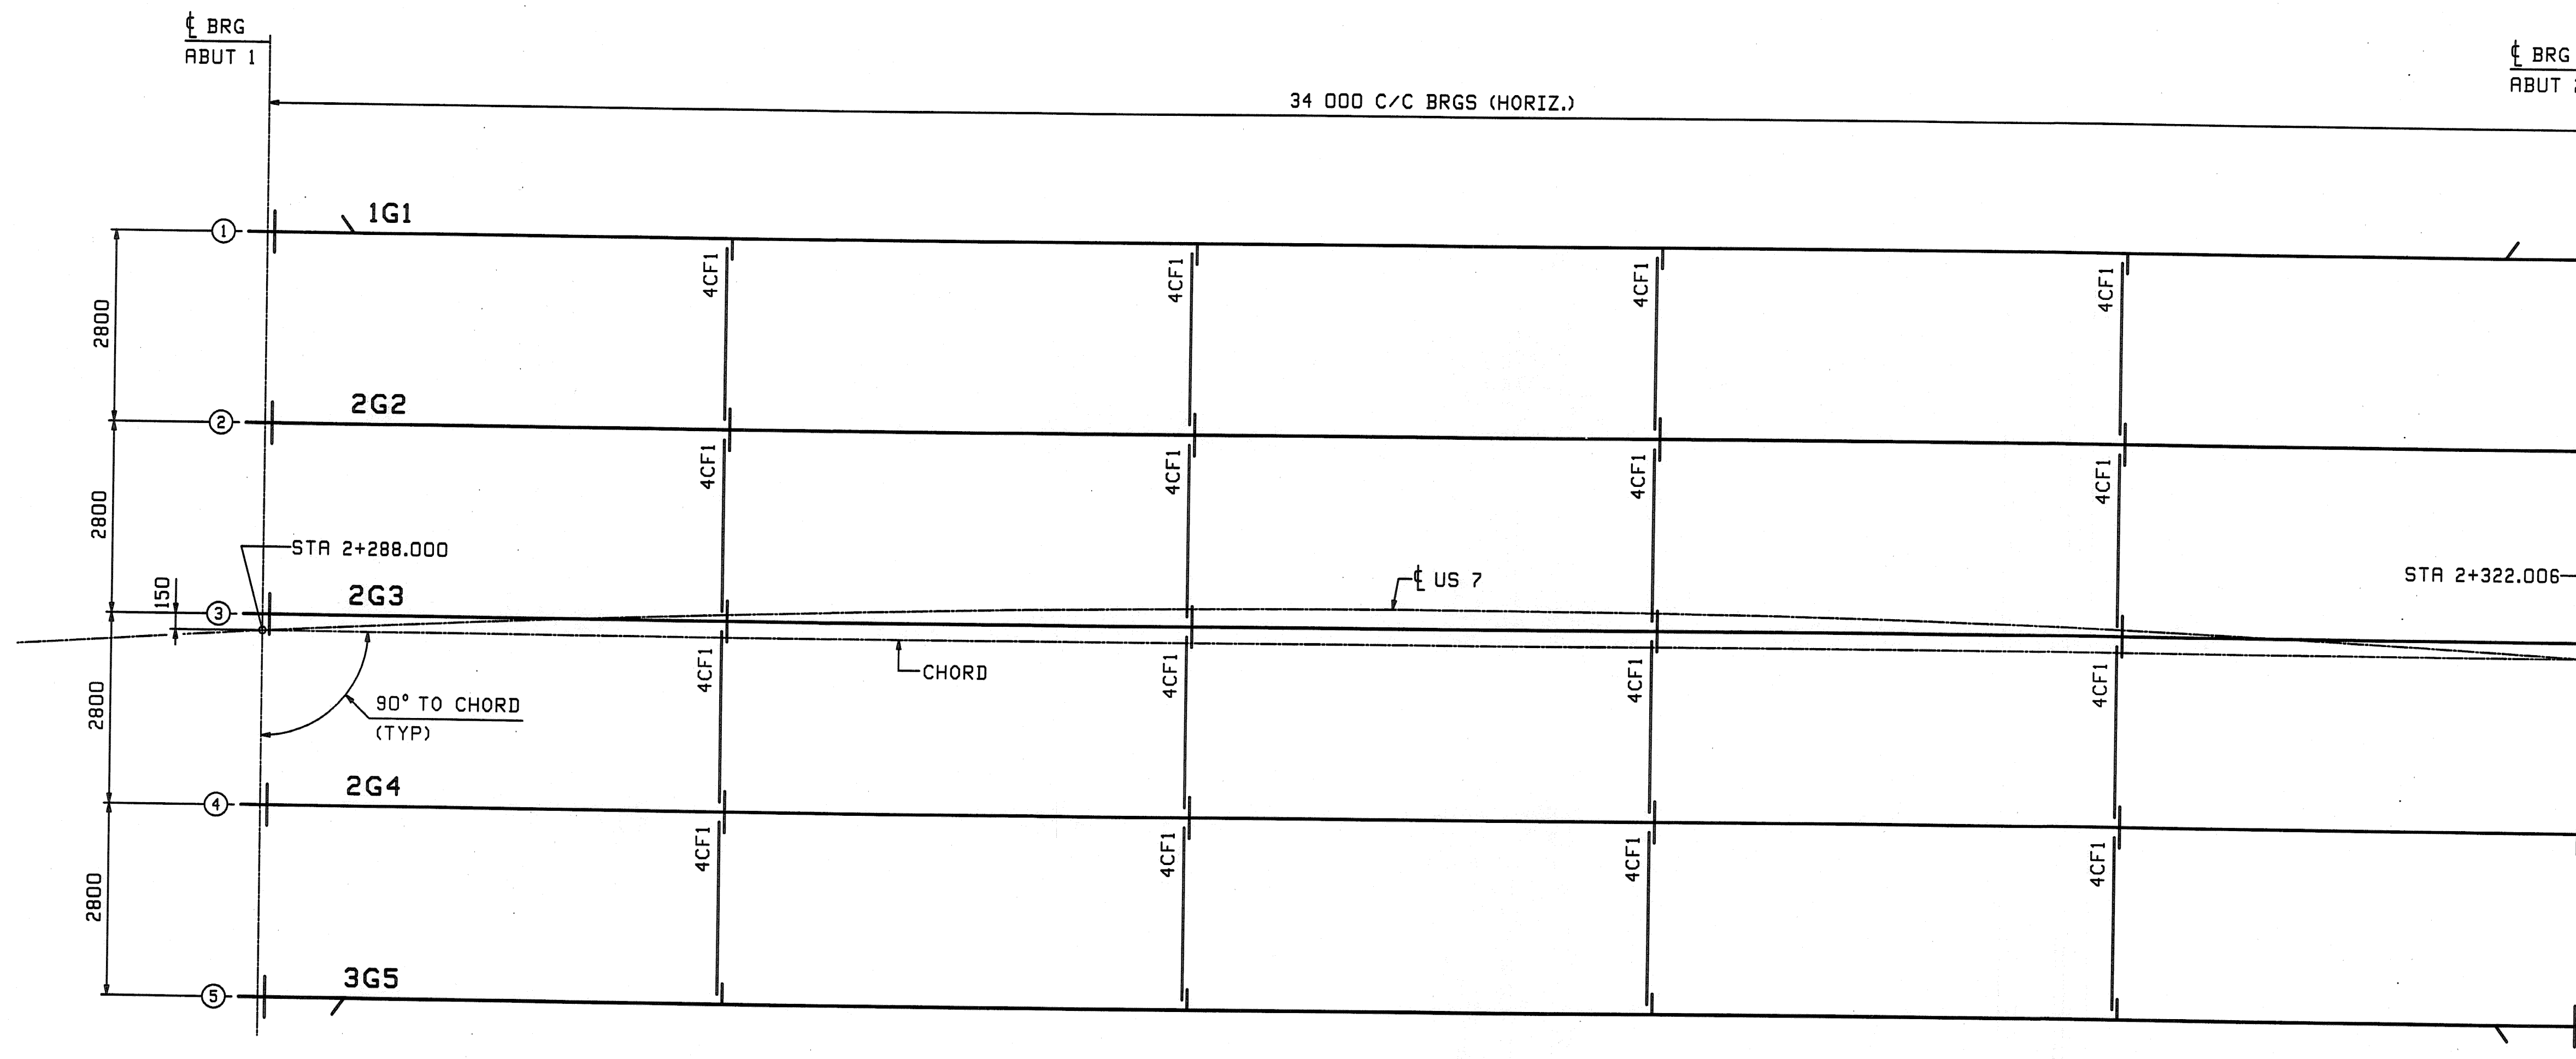 ℄ BRG
ABUT 1
℄ BRG
ABUT
34 000 C/C BRGS (HORIZ.)
1 1G1
4CF1 4CF1 4CF1 4CF1
2800
2 2G2
4CF1 4CF1 4CF1 4CF1
2800
STA 2+288.000
STA 2+322.006
℄ US 7
150
3 2G3
4CF1 4CF1 4CF1 4CF1
CHORD
2800
90° TO CHORD
(TYP)
4 2G4
4CF1 4CF1 4CF1 4CF1
2800
5 3G5